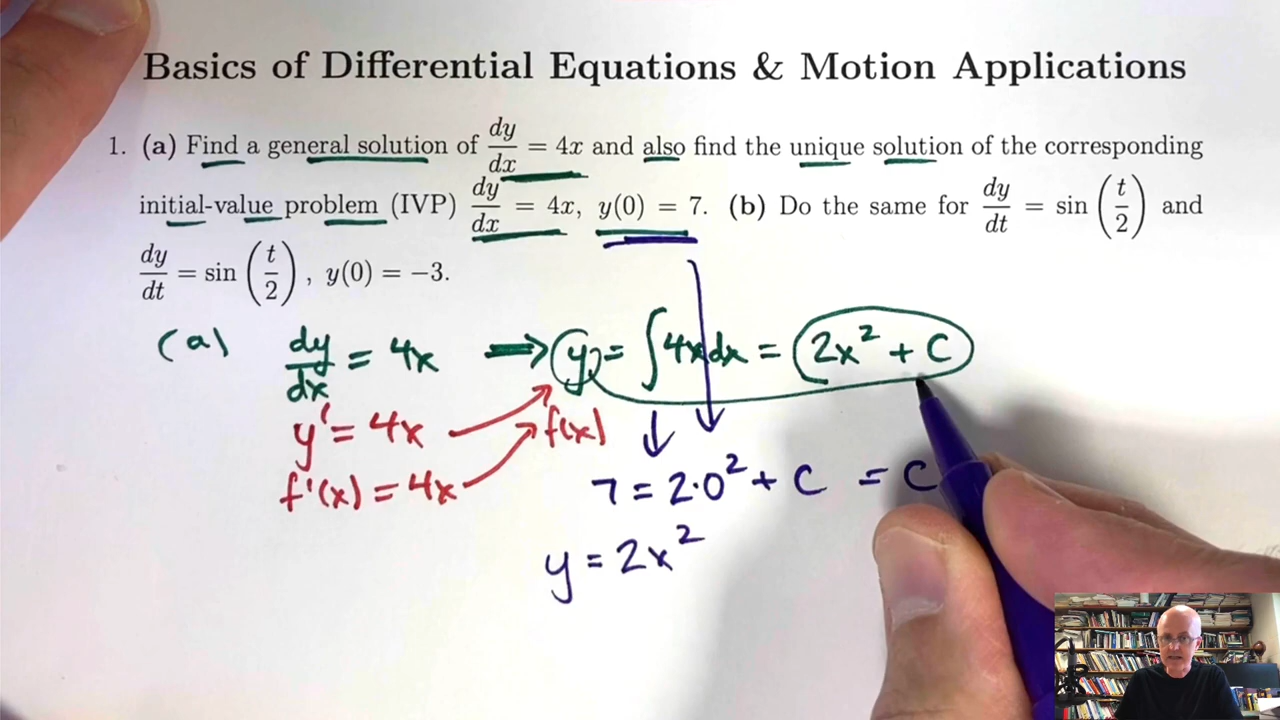 Basics of Differential Equations & Motion Applications
1. (a) Find a general solution of dy/dx = 4x and also find the unique solution of the corresponding
initial-value problem (IVP) dy/dx = 4x, y(0) = 7. (b) Do the same for dy/dt = sin(t/2) and
dy/dt = sin(t/2), y(0) = −3.
(a) dy/dx = 4x ⟹ y = ∫4x dx = 2x² + C
y' = 4x
f(x)
f'(x) = 4x
7 = 2·0² + C = C
y = 2x²